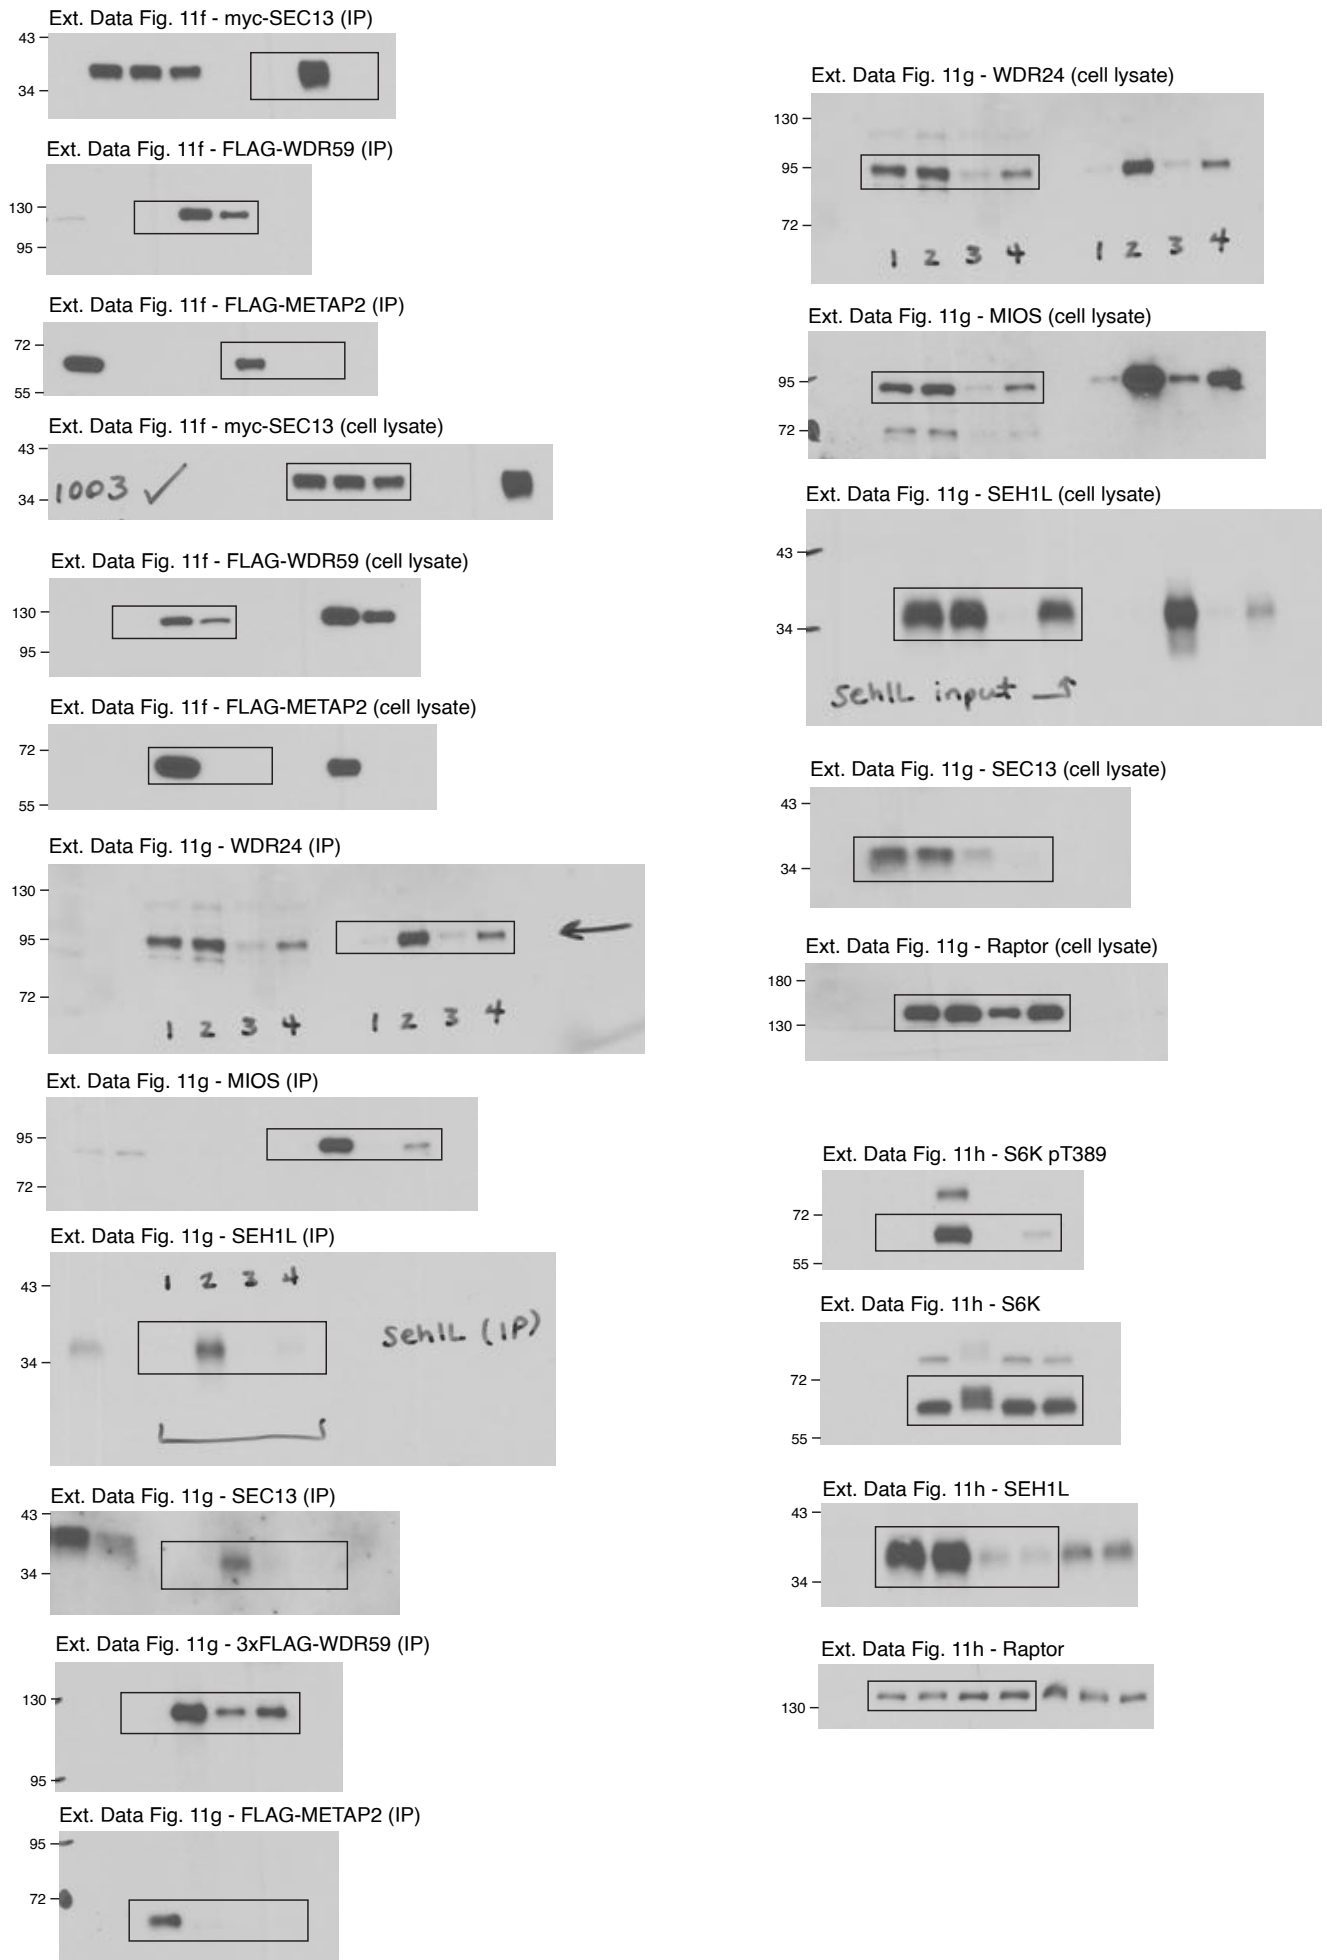 Ext. Data Fig. 11f - myc-SEC13 (IP)
43
34
Ext. Data Fig. 11f - FLAG-WDR59 (IP)
130
95
Ext. Data Fig. 11f - FLAG-METAP2 (IP)
72
55
Ext. Data Fig. 11f - myc-SEC13 (cell lysate)
43
34
1003 ✓
Ext. Data Fig. 11f - FLAG-WDR59 (cell lysate)
130
95
Ext. Data Fig. 11f - FLAG-METAP2 (cell lysate)
72
55
Ext. Data Fig. 11g - WDR24 (IP)
130
95
72
1 2 3 4 1 2 3 4
Ext. Data Fig. 11g - MIOS (IP)
95
72
Ext. Data Fig. 11g - SEH1L (IP)
1 2 3 4
43
34
Seh1L (IP)
Ext. Data Fig. 11g - SEC13 (IP)
43
34
Ext. Data Fig. 11g - 3xFLAG-WDR59 (IP)
130
95
Ext. Data Fig. 11g - FLAG-METAP2 (IP)
95
72
Ext. Data Fig. 11g - WDR24 (cell lysate)
130
95
72
1 2 3 4 1 2 3 4
Ext. Data Fig. 11g - MIOS (cell lysate)
95
72
Ext. Data Fig. 11g - SEH1L (cell lysate)
43
34
Seh1L input
Ext. Data Fig. 11g - SEC13 (cell lysate)
43
34
Ext. Data Fig. 11g - Raptor (cell lysate)
180
130
Ext. Data Fig. 11h - S6K pT389
72
55
Ext. Data Fig. 11h - S6K
72
55
Ext. Data Fig. 11h - SEH1L
43
34
Ext. Data Fig. 11h - Raptor
130